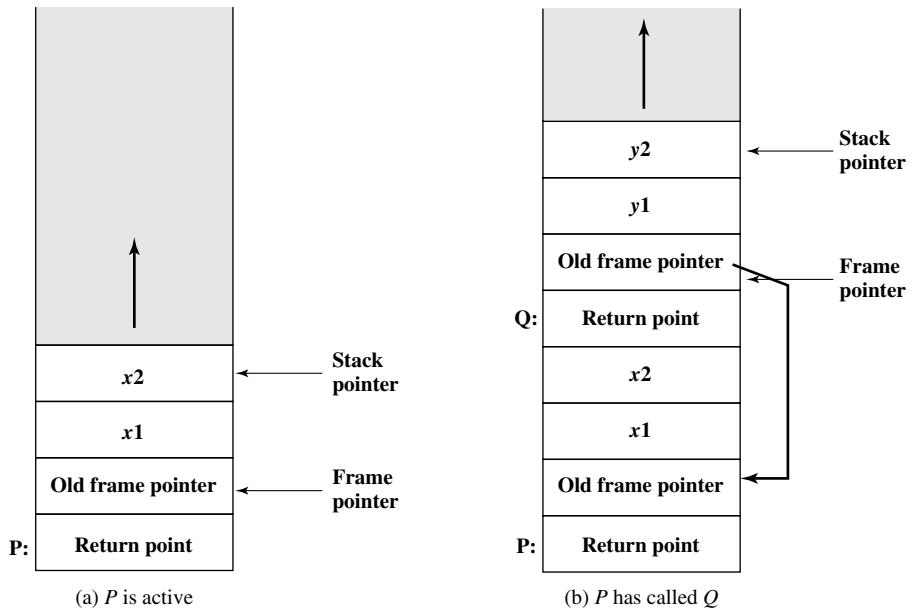 x2
Stack
pointer
x1
Old frame pointer
Frame
pointer
P:
Return point
(a) P is active
y2
Stack
pointer
y1
Old frame pointer
Frame
pointer
Q:
Return point
x2
x1
Old frame pointer
P:
Return point
(b) P has called Q